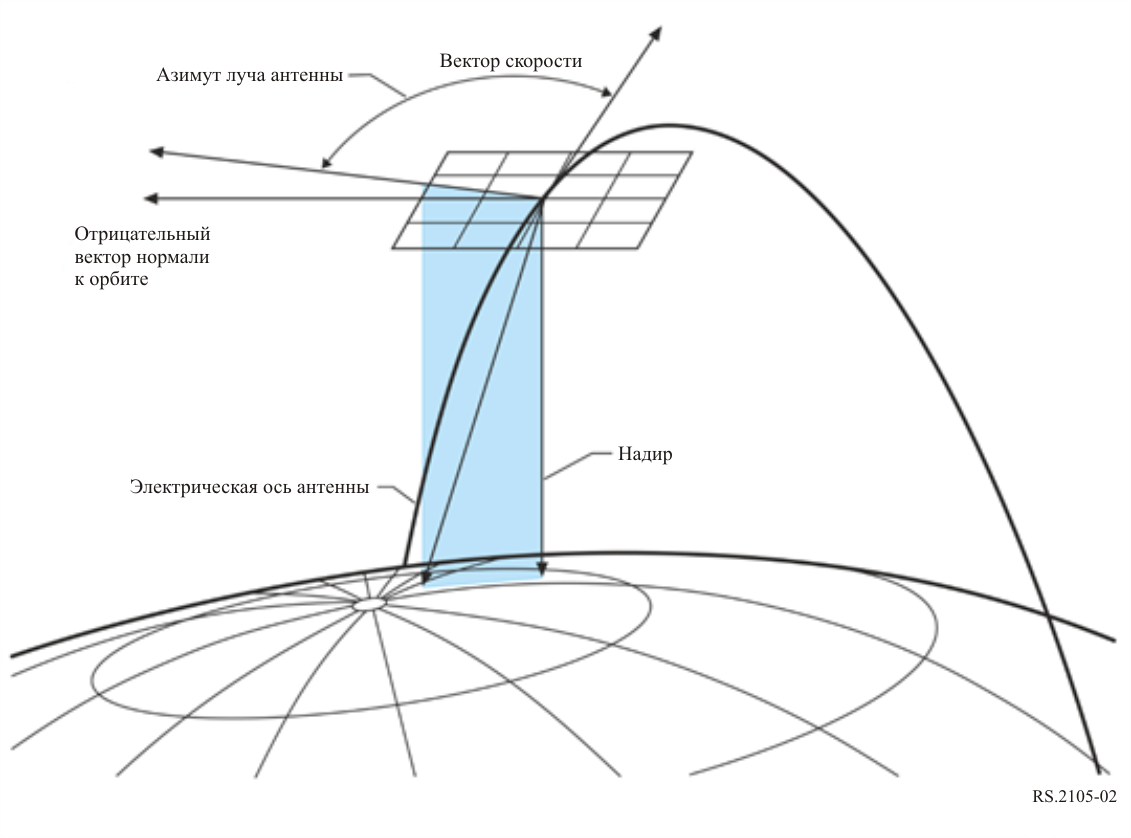 Вектор скорости
Азимут луча антенны
Отрицательный
вектор нормали
к орбите
Надир
Электрическая ось антенны
RS.2105-02